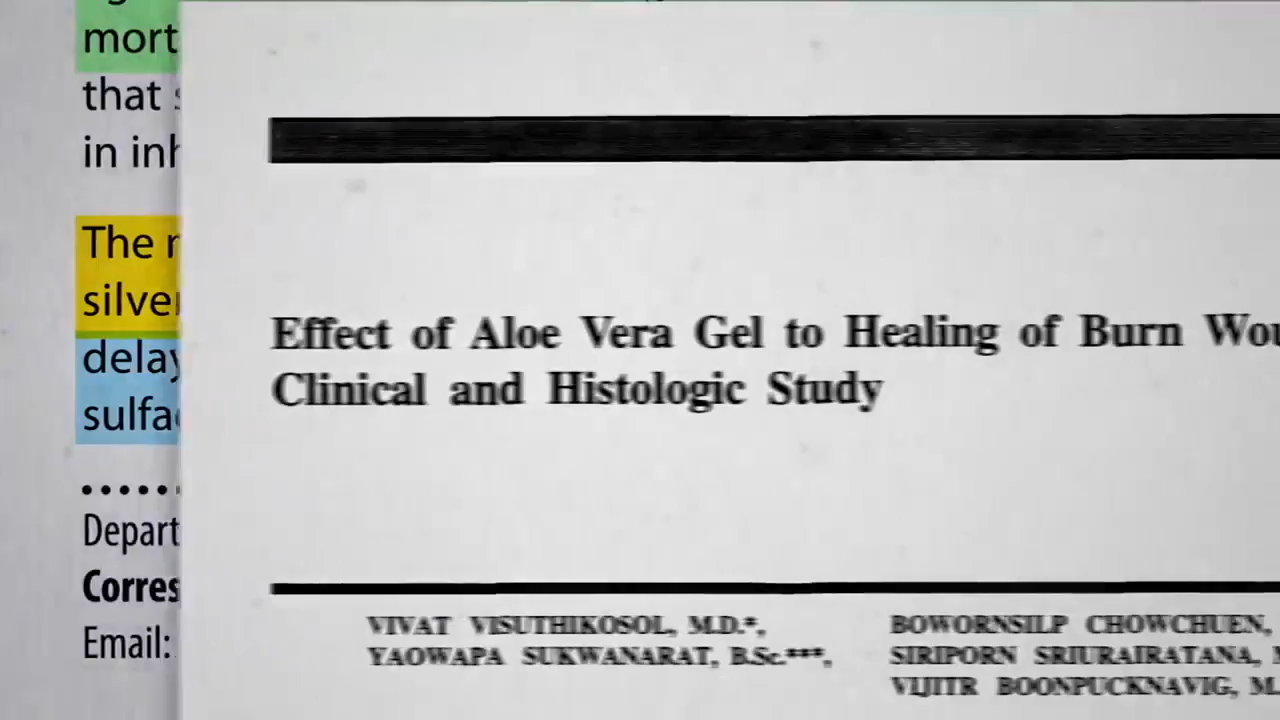 mort
that
in inh
The
silver
delay
sulfa
Depart
Corres
Email:
Effect of Aloe Vera Gel to Healing of Burn Wou
Clinical and Histologic Study
VIVAT VISUTHIKOSOL, M.D.*,
BOWORNSILP CHOWCHUEN,
YAOWAPA SUKWANARAT, B.Sc.***,
SIRIPORN SRIURAIRATANA,
VIJITR BOONPUCKNAVIG, M.